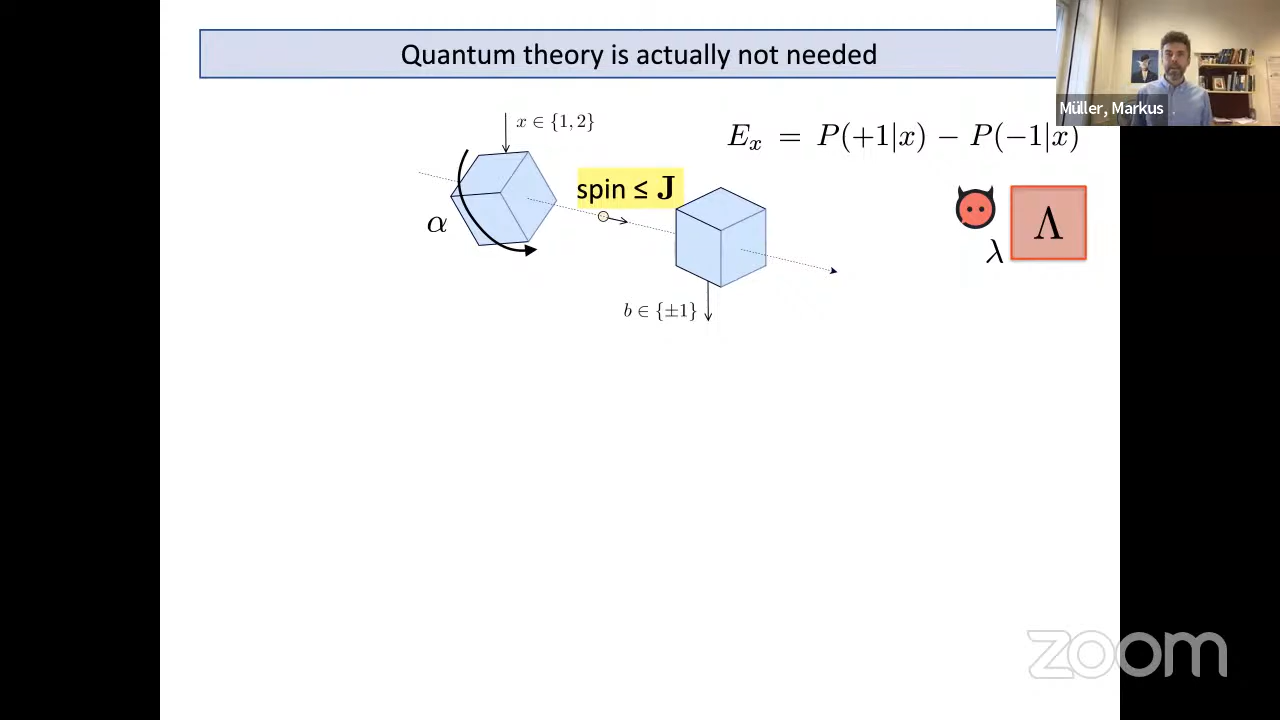 Quantum theory is actually not needed
Müller, Markus
x ∈ {1, 2}
E_x = P(+1|x) − P(−1|x)
spin ≤ J
α
Λ
λ
b ∈ {±1}
zoom